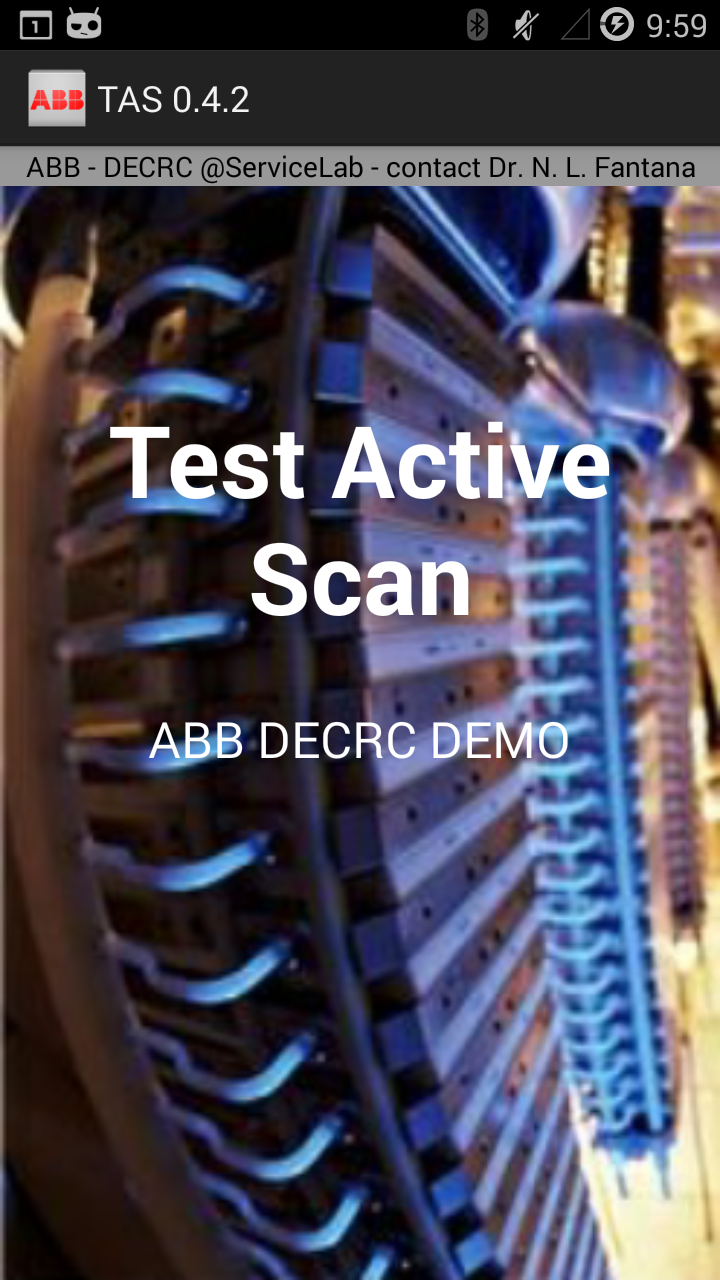 1
9:59
ABB TAS 0.4.2
ABB - DECRC @ServiceLab - contact Dr. N. L. Fantana
Test Active
Scan
ABB DECRC DEMO